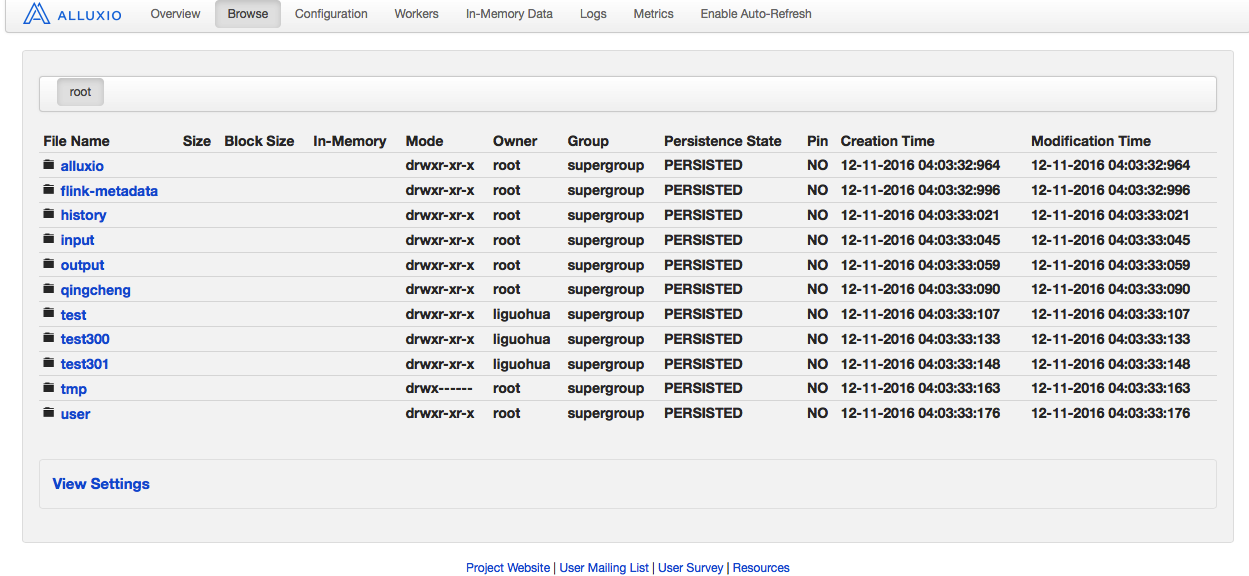 ALLUXIO Overview Browse Configuration Workers In-Memory Data Logs Metrics Enable Auto-Refresh
root
File Name Size Block Size In-Memory Mode Owner Group Persistence State Pin Creation Time Modification Time
alluxio drwxr-xr-x root supergroup PERSISTED NO 12-11-2016 04:03:32:964 12-11-2016 04:03:32:964
flink-metadata drwxr-xr-x root supergroup PERSISTED NO 12-11-2016 04:03:32:996 12-11-2016 04:03:32:996
history drwxr-xr-x root supergroup PERSISTED NO 12-11-2016 04:03:33:021 12-11-2016 04:03:33:021
input drwxr-xr-x root supergroup PERSISTED NO 12-11-2016 04:03:33:045 12-11-2016 04:03:33:045
output drwxr-xr-x root supergroup PERSISTED NO 12-11-2016 04:03:33:059 12-11-2016 04:03:33:059
qingcheng drwxr-xr-x root supergroup PERSISTED NO 12-11-2016 04:03:33:090 12-11-2016 04:03:33:090
test drwxr-xr-x liguohua supergroup PERSISTED NO 12-11-2016 04:03:33:107 12-11-2016 04:03:33:107
test300 drwxr-xr-x liguohua supergroup PERSISTED NO 12-11-2016 04:03:33:133 12-11-2016 04:03:33:133
test301 drwxr-xr-x liguohua supergroup PERSISTED NO 12-11-2016 04:03:33:148 12-11-2016 04:03:33:148
tmp drwx------ root supergroup PERSISTED NO 12-11-2016 04:03:33:163 12-11-2016 04:03:33:163
user drwxr-xr-x root supergroup PERSISTED NO 12-11-2016 04:03:33:176 12-11-2016 04:03:33:176
View Settings
Project Website | User Mailing List | User Survey | Resources